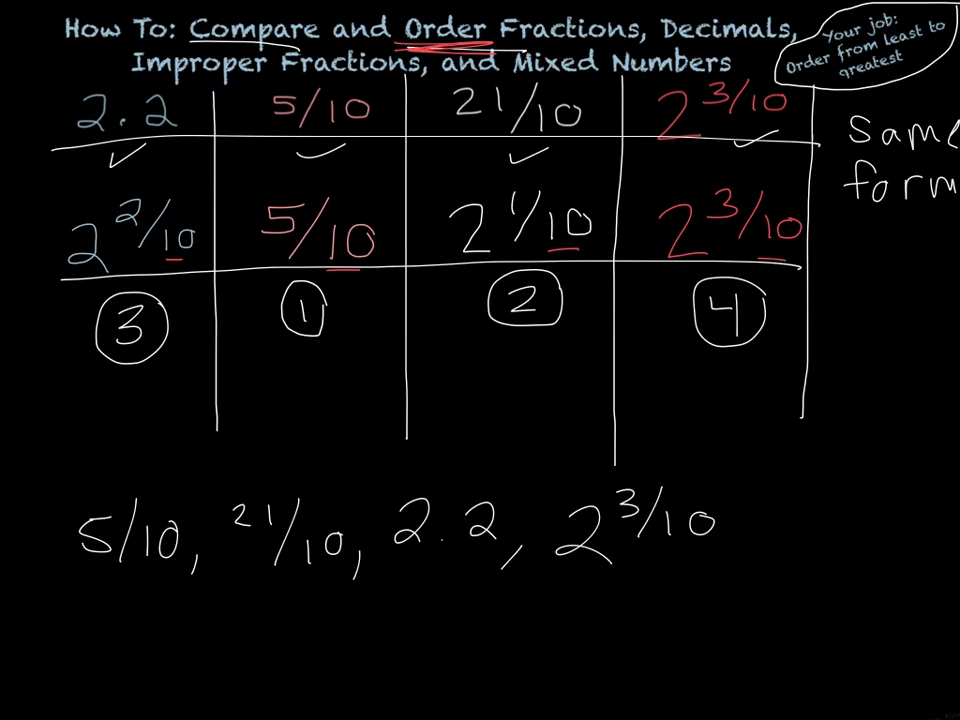 How To: Compare and Order Fractions, Decimals,
Improper Fractions, and Mixed Numbers
Your job:
Order from least to
greatest
2.2 5/10 21/10 2 3/10
same
form
2 2/10 5/10 2 1/10 2 3/10
3 1 2 4
5/10, 21/10, 2.2, 2 3/10